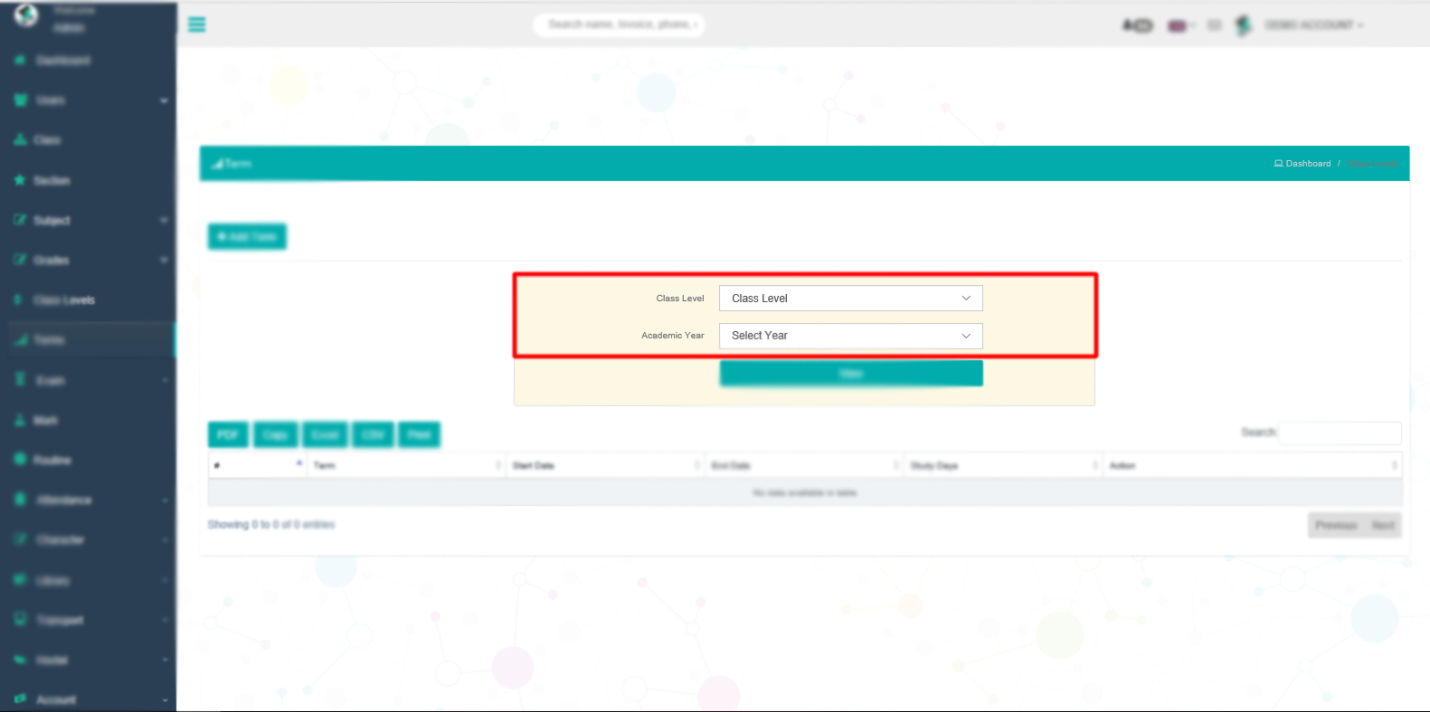 Welcome
Admin
Search name, Invoice, phone,
DEMO ACCOUNT
Dashboard
Users
Class
Section
Subject
Grades
Class Levels
Terms
Exam
Mark
Routine
Attendance
Character
Library
Transport
Hostel
Account
Term
Dashboard /
+ Add Term
Class Level Class Level
Academic Year Select Year
View
PDF Copy Excel CSV Print
Search:
# Term Start Date End Date Study Days Action
No data available in table
Showing 0 to 0 of 0 entries
Previous Next